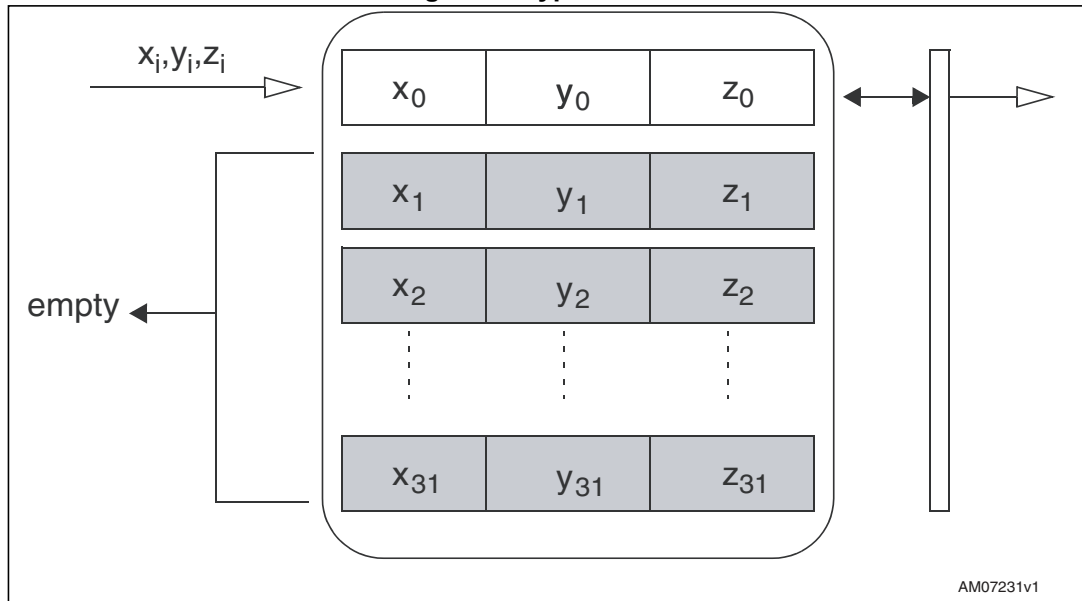 xᵢ,yᵢ,zᵢ
x₀ y₀ z₀
x₁ y₁ z₁
x₂ y₂ z₂
empty
x₃₁ y₃₁ z₃₁
AM07231v1